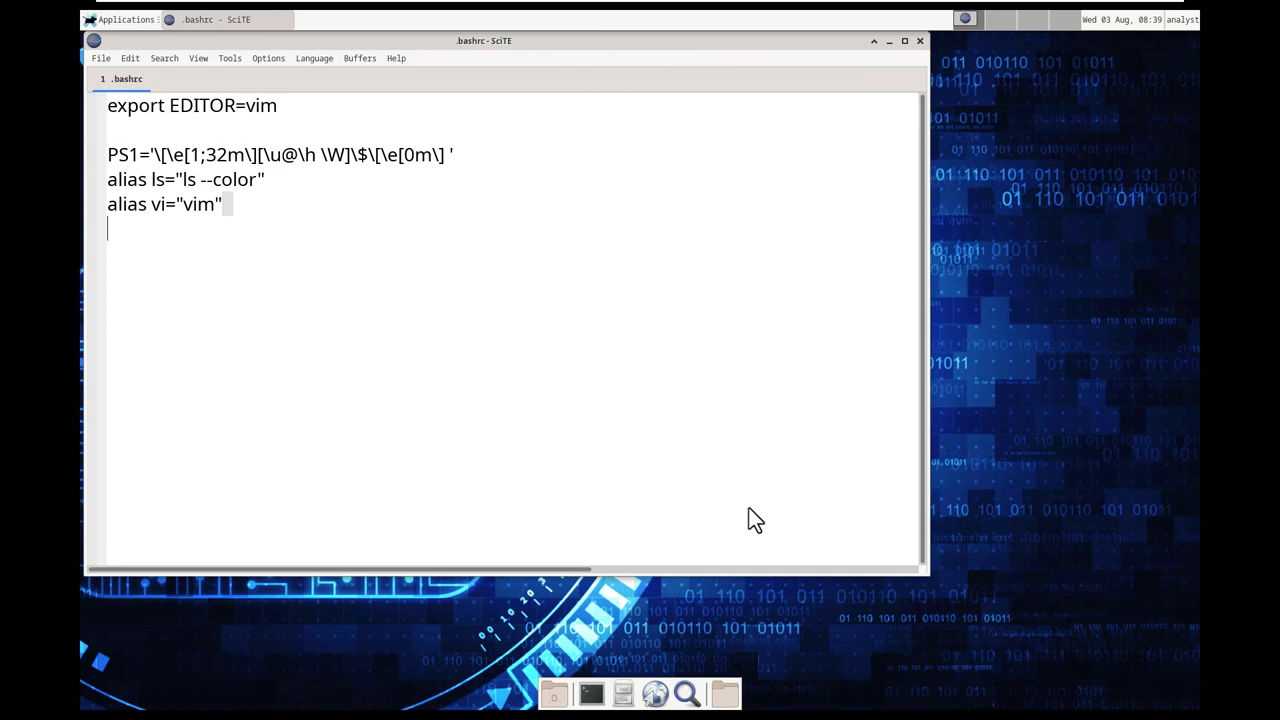 Applications
.bashrc - SciTE
Wed 03 Aug, 08:39
analyst
.bashrc - SciTE
File Edit Search View Tools Options Language Buffers Help
1 .bashrc
export EDITOR=vim
PS1='\[\e[1;32m\][\u@\h \W]\$\[\e[0m\] '
alias ls="ls --color"
alias vi="vim"